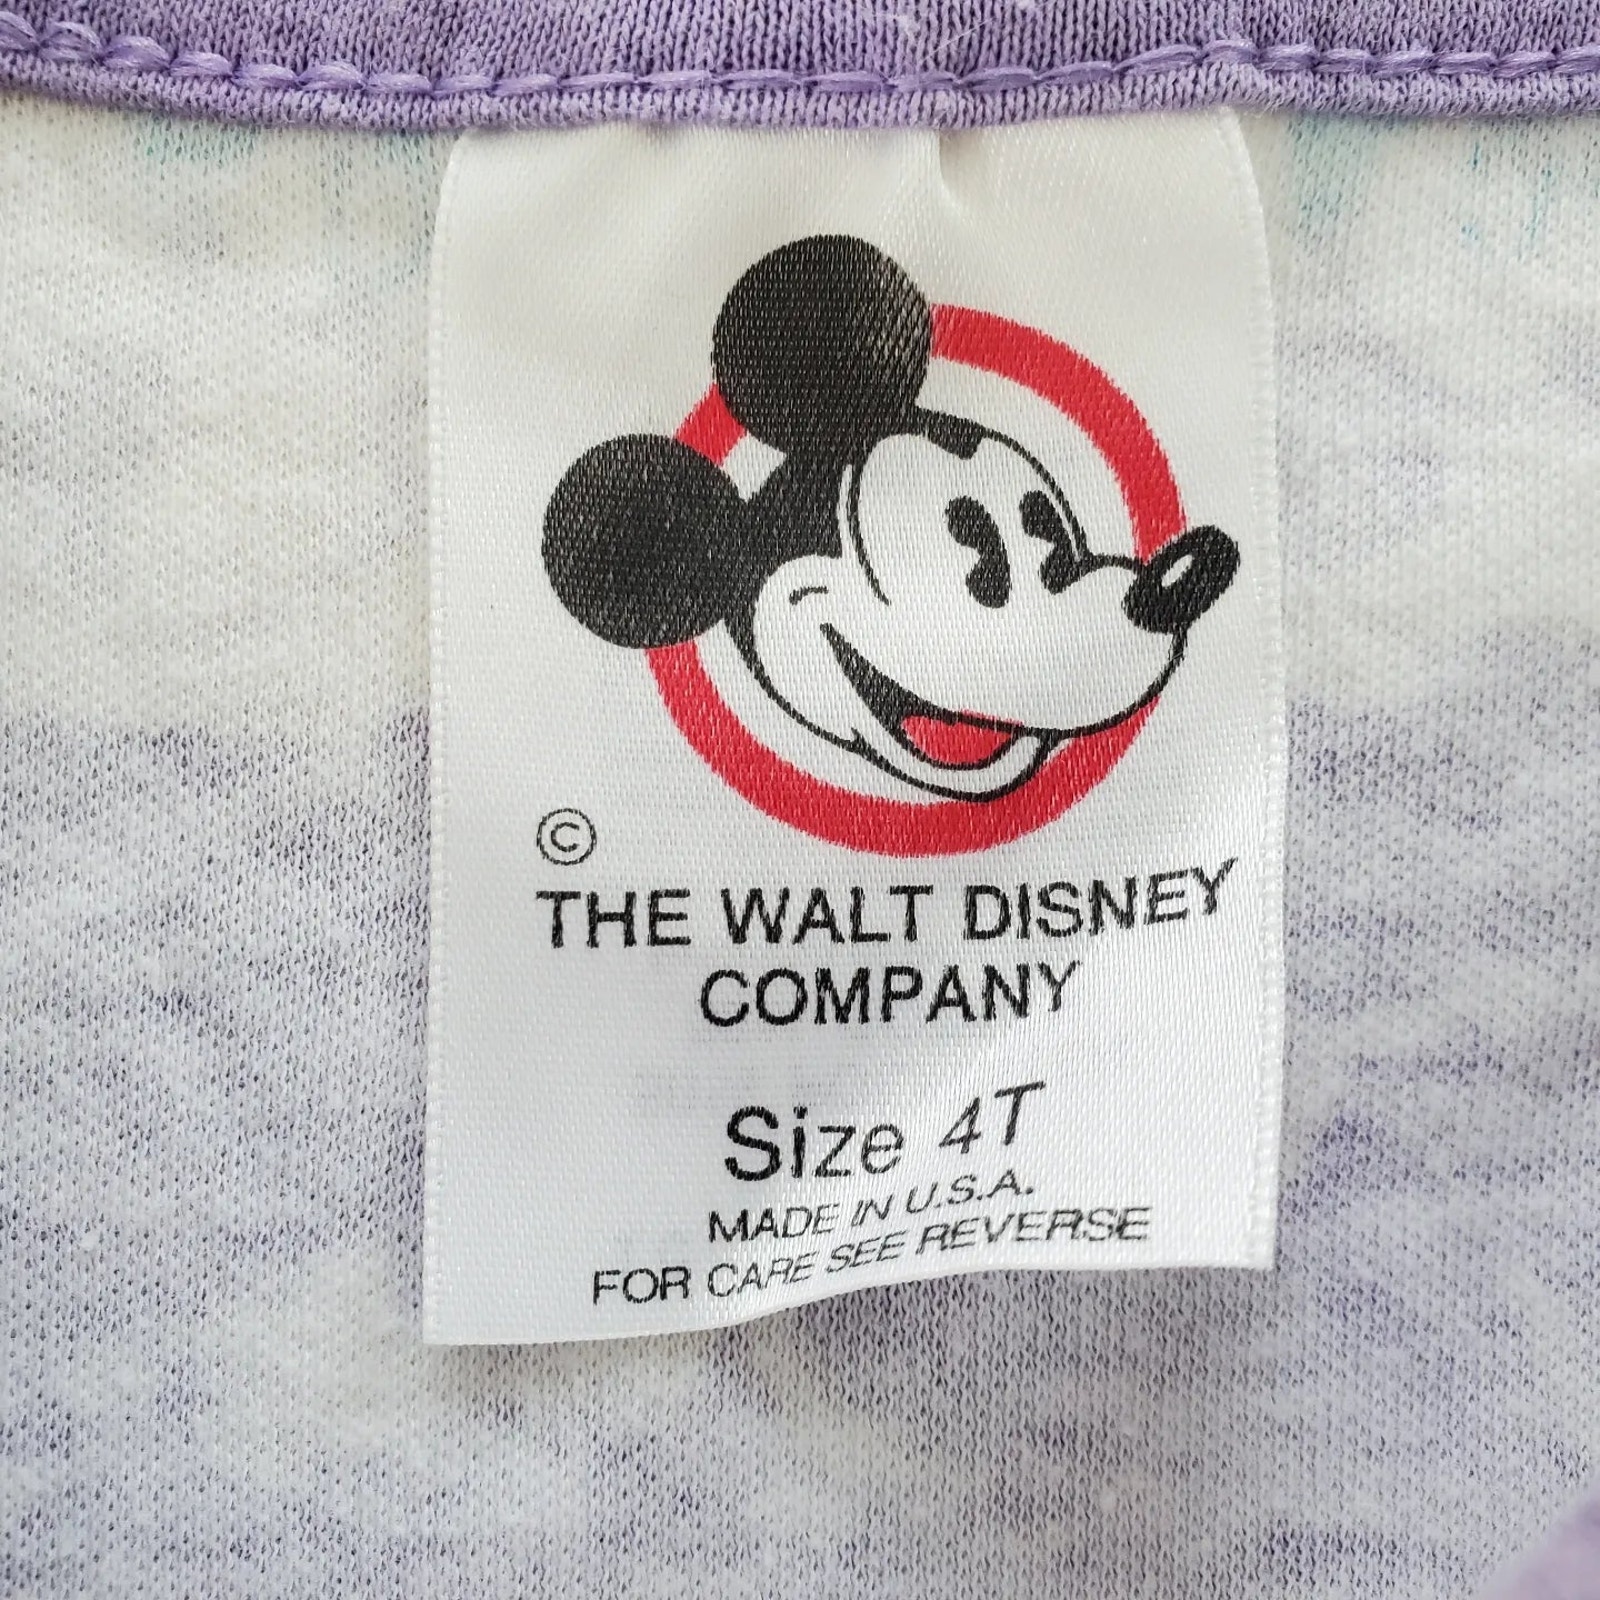 ©
THE WALT DISNEY
COMPANY
Size 4T
MADE IN U.S.A.
FOR CARE SEE REVERSE